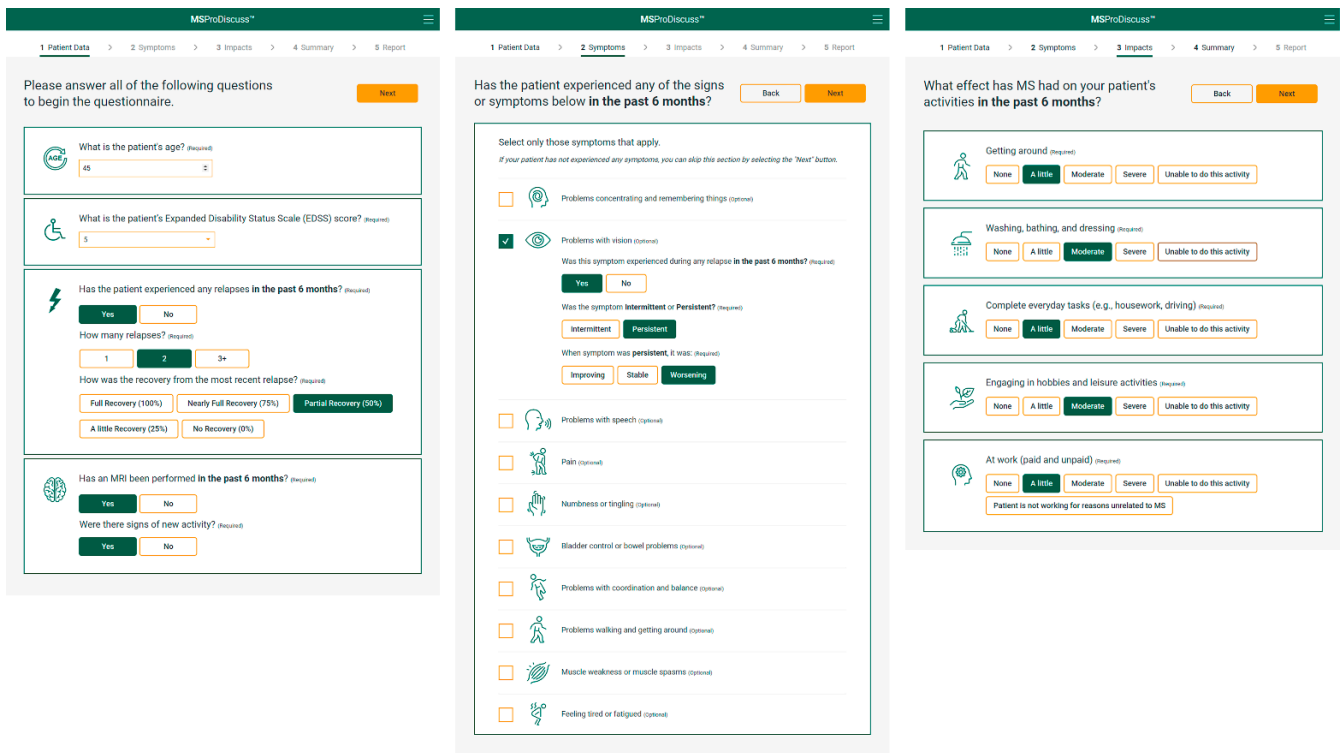 MSProDiscuss™
1 Patient Data > 2 Symptoms > 3 Impacts > 4 Summary > 5 Report
Please answer all of the following questions
to begin the questionnaire.
Next
AGE
What is the patient's age? (Required)
45
What is the patient's Expanded Disability Status Scale (EDSS) score? (Required)
5
Has the patient experienced any relapses in the past 6 months? (Required)
Yes No
How many relapses? (Required)
1 2 3+
How was the recovery from the most recent relapse? (Required)
Full Recovery (100%) Nearly Full Recovery (75%) Partial Recovery (50%)
A little Recovery (25%) No Recovery (0%)
Has an MRI been performed in the past 6 months? (Required)
Yes No
Were there signs of new activity? (Required)
Yes No
MSProDiscuss™
1 Patient Data > 2 Symptoms > 3 Impacts > 4 Summary > 5 Report
Has the patient experienced any of the signs
or symptoms below in the past 6 months?
Back Next
Select only those symptoms that apply.
If your patient has not experienced any symptoms, you can skip this section by selecting the "Next" button.
Problems concentrating and remembering things (Optional)
Problems with vision (Optional)
Was this symptom experienced during any relapse in the past 6 months? (Required)
Yes No
Was the symptom Intermittent or Persistent? (Required)
Intermittent Persistent
When symptom was persistent, it was: (Required)
Improving Stable Worsening
Problems with speech (Optional)
Pain (Optional)
Numbness or tingling (Optional)
Bladder control or bowel problems (Optional)
Problems with coordination and balance (Optional)
Problems walking and getting around (Optional)
Muscle weakness or muscle spasms (Optional)
Feeling tired or fatigued (Optional)
MSProDiscuss™
1 Patient Data > 2 Symptoms > 3 Impacts > 4 Summary > 5 Report
What effect has MS had on your patient's
activities in the past 6 months?
Back Next
Getting around (Required)
None A little Moderate Severe Unable to do this activity
Washing, bathing, and dressing (Required)
None A little Moderate Severe Unable to do this activity
Complete everyday tasks (e.g., housework, driving) (Required)
None A little Moderate Severe Unable to do this activity
Engaging in hobbies and leisure activities (Required)
None A little Moderate Severe Unable to do this activity
At work (paid and unpaid) (Required)
None A little Moderate Severe Unable to do this activity
Patient is not working for reasons unrelated to MS